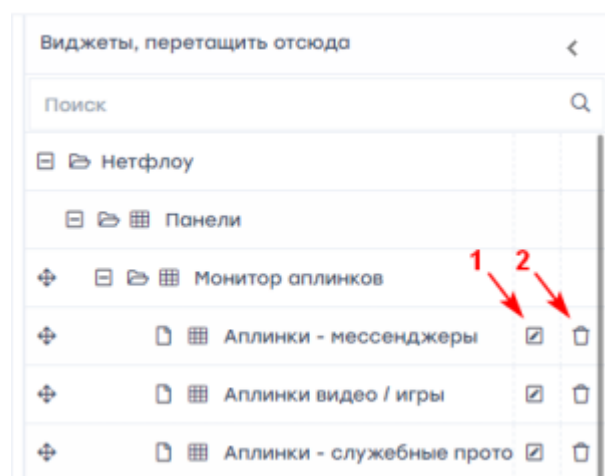 Виджеты, перетащить отсюда
Поиск
Нетфлоу
Панели
1 2
Монитор аплинков
Аплинки - мессенджеры
Аплинки видео / игры
Аплинки - служебные прото